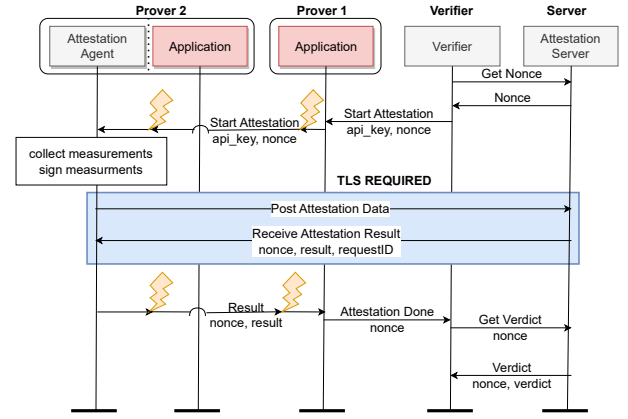 Prover 2
Prover 1
Verifier
Server
Attestation
Agent
Application
Application
Verifier
Attestation
Server
Get Nonce
Nonce
Start Attestation
api_key, nonce
Start Attestation
api_key, nonce
collect measurements
sign measurments
TLS REQUIRED
Post Attestation Data
Receive Attestation Result
nonce, result, requestID
Result
nonce, result
Attestation Done
nonce
Get Verdict
nonce
Verdict
nonce, verdict